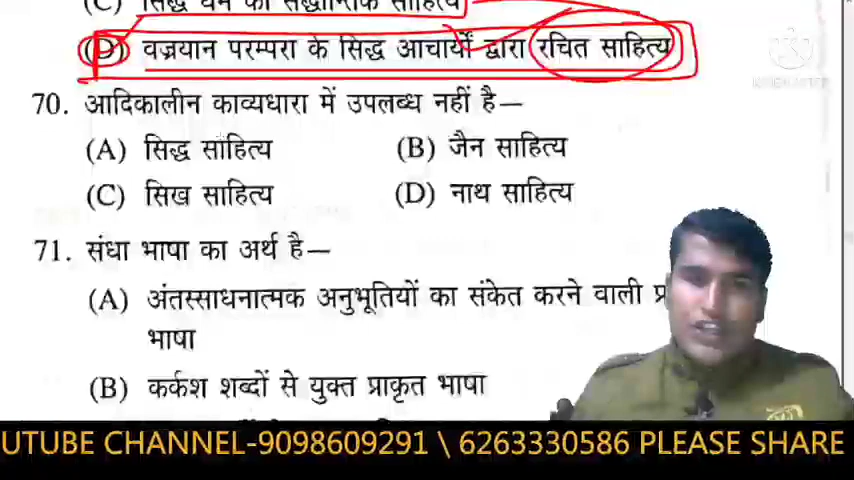 (C) सिद्ध धर्म का सैद्धान्तिक साहित्य
(D) वज्रयान परम्परा के सिद्ध आचार्यों द्वारा रचित साहित्य
70. आदिकालीन काव्यधारा में उपलब्ध नहीं है—
(A) सिद्ध साहित्य (B) जैन साहित्य
(C) सिख साहित्य (D) नाथ साहित्य
71. संधा भाषा का अर्थ है—
(A) अंतस्साधनात्मक अनुभूतियों का संकेत करने वाली प्र
भाषा
(B) कर्कश शब्दों से युक्त प्राकृत भाषा
UTUBE CHANNEL-9098609291 \ 6263330586 PLEASE SHARE